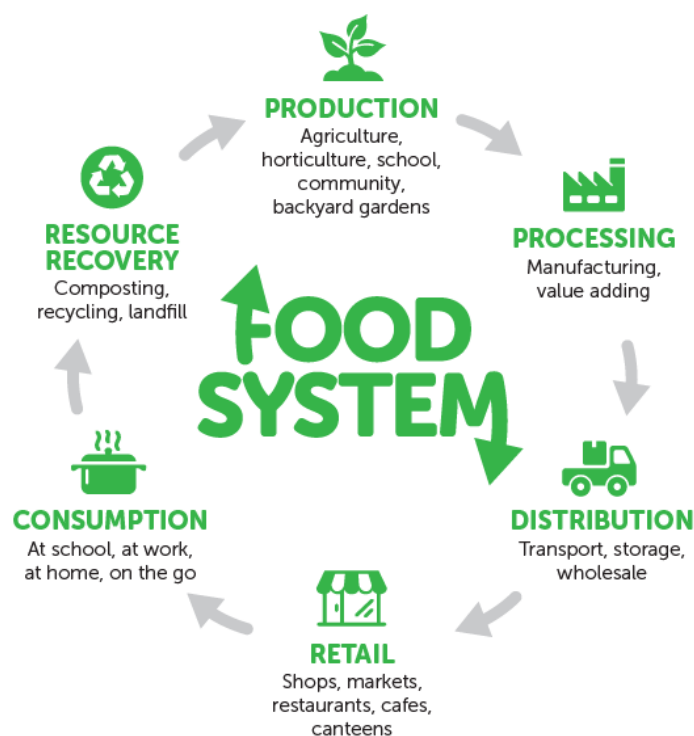 PRODUCTION
Agriculture,
horticulture, school,
community,
backyard gardens
PROCESSING
Manufacturing,
value adding
DISTRIBUTION
Transport, storage,
wholesale
RETAIL
Shops, markets,
restaurants, cafes,
canteens
CONSUMPTION
At school, at work,
at home, on the go
RESOURCE
RECOVERY
Composting,
recycling, landfill
FOOD
SYSTEM